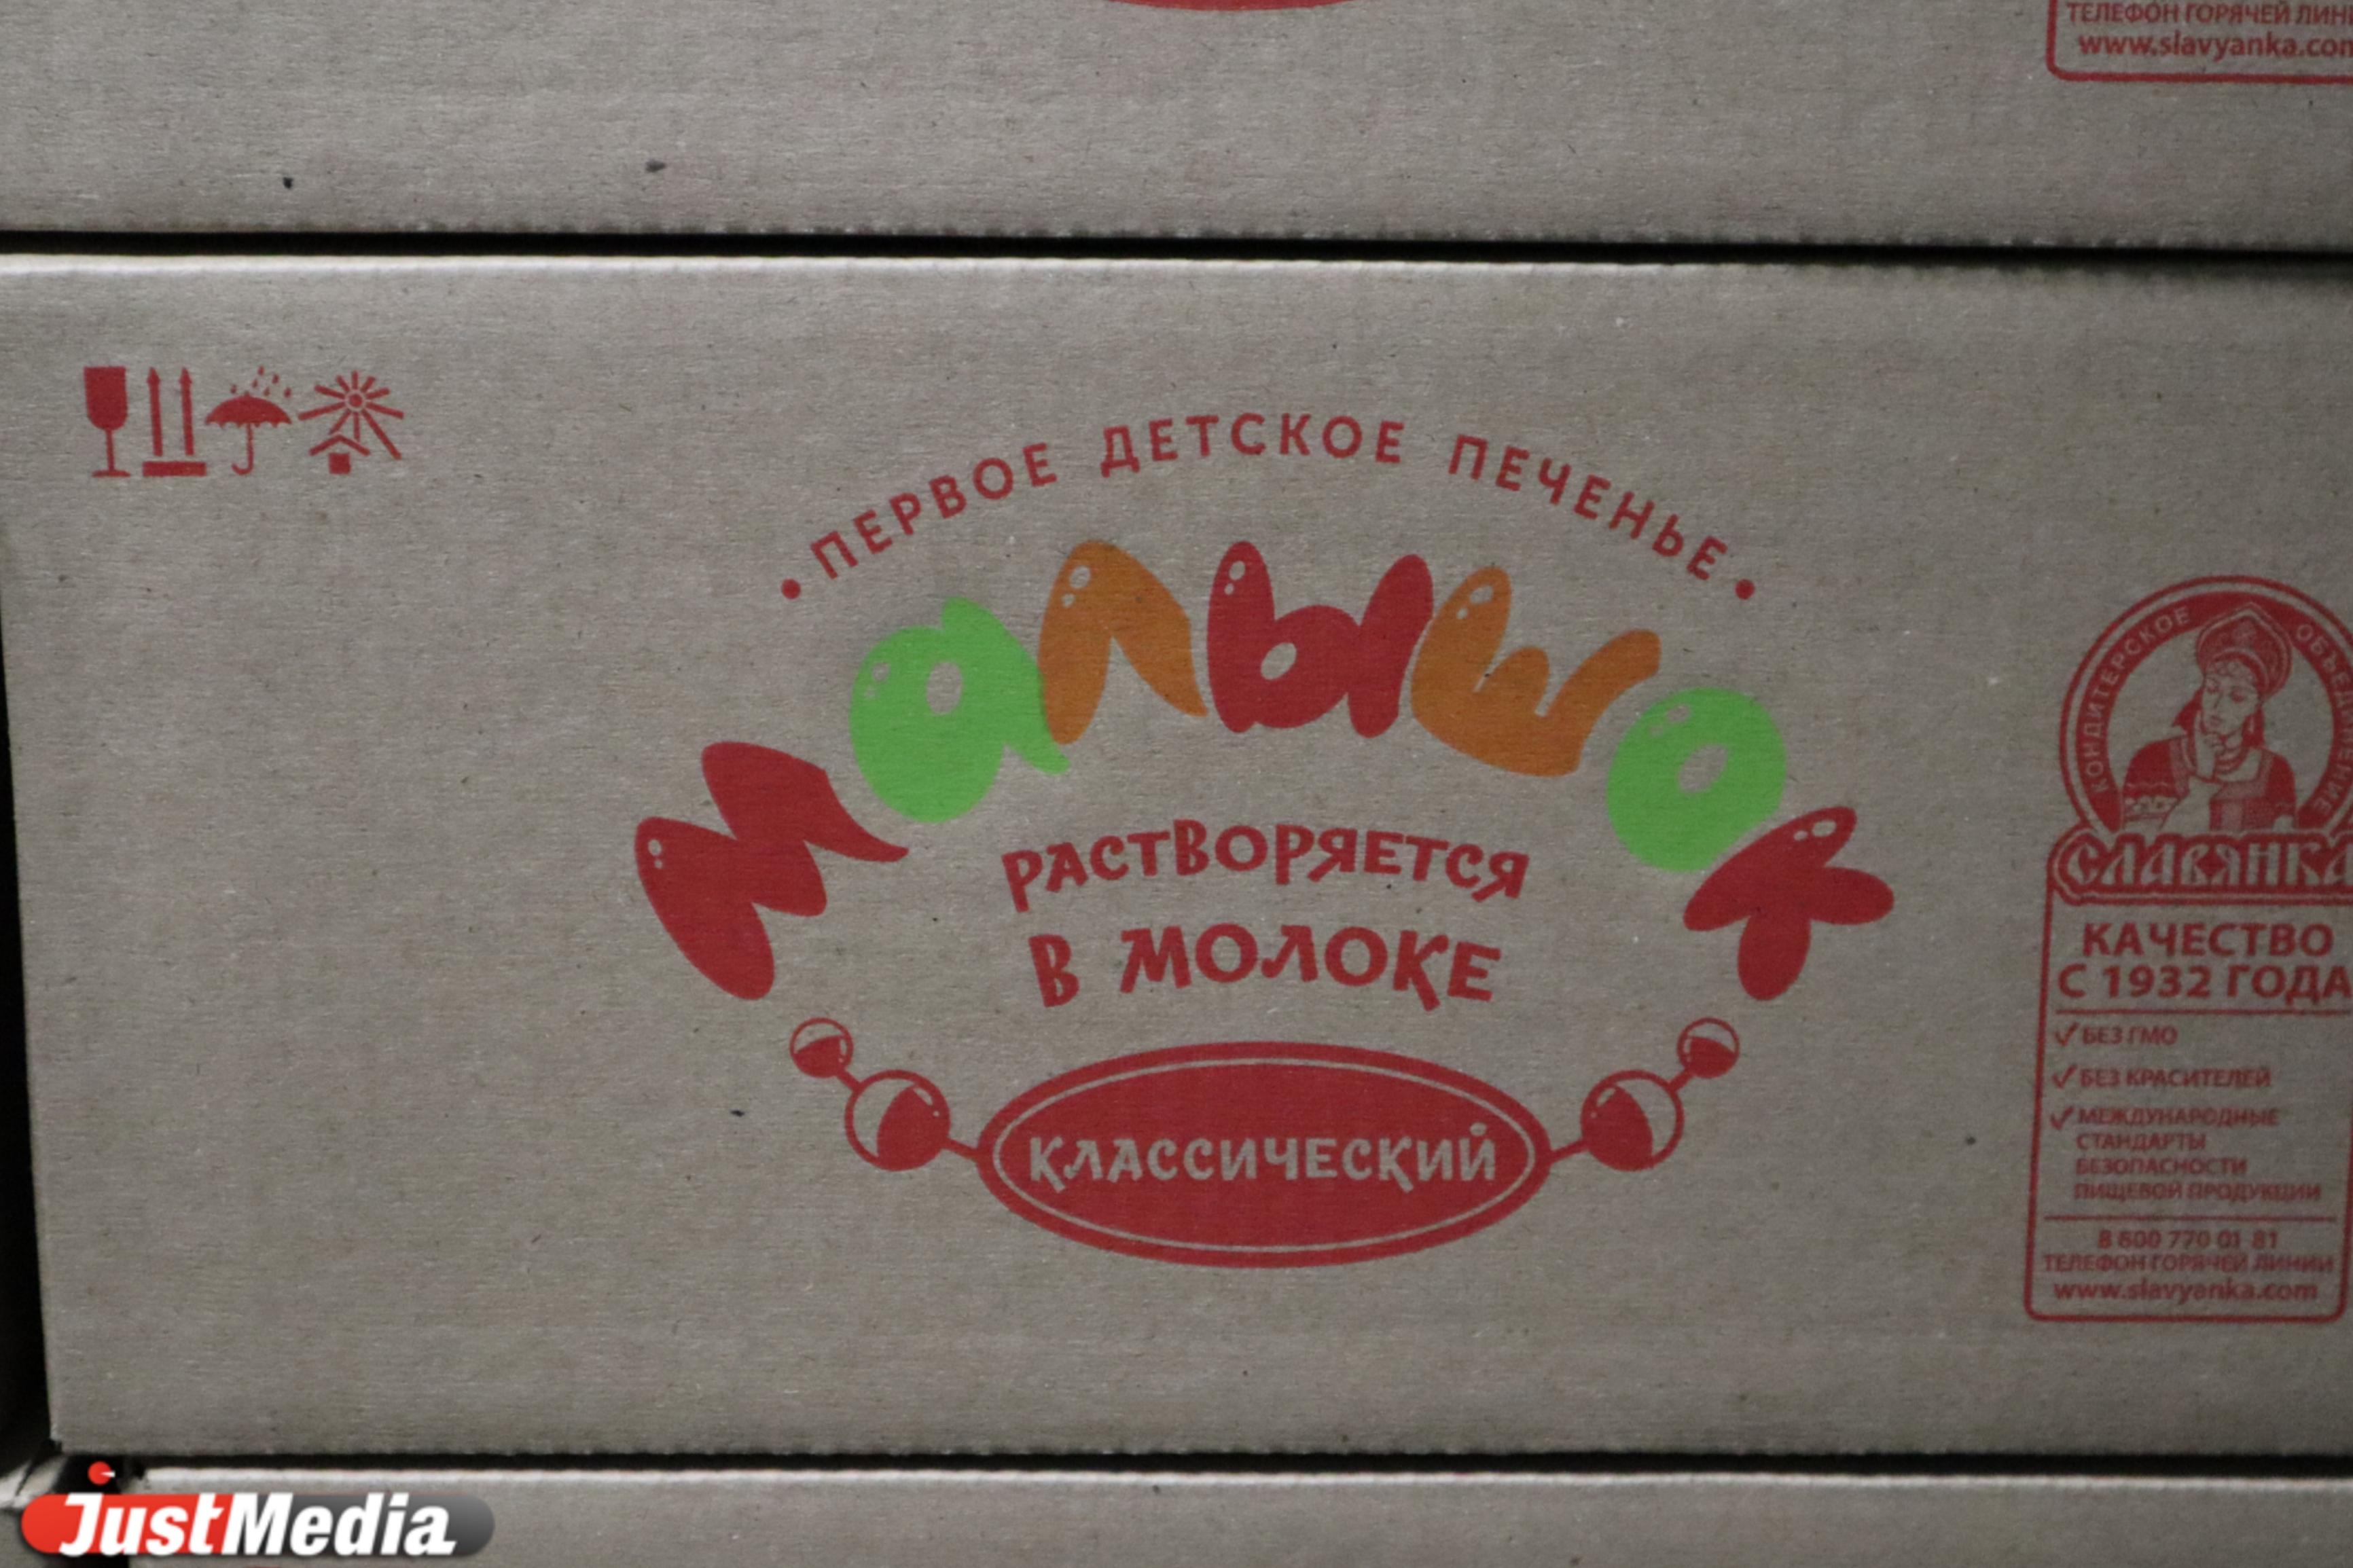 ТЕЛЕФОН ГОРЯЧЕЙ ЛИНИ
www.slavyanka.com
• ПЕРВОЕ ДЕТСКОЕ ПЕЧЕНЬЕ •
Малышок
РАСТВОРЯЕТСЯ
В МОЛОКЕ
КЛАССИЧЕСКИЙ
КОНДИТЕРСКОЕ ОБЪЕДИНЕНИЕ
СЛАВЯНКА
КАЧЕСТВО
С 1932 ГОДА
БЕЗ ГМО
БЕЗ КРАСИТЕЛЕЙ
МЕЖДУНАРОДНЫЕ
СТАНДАРТЫ
БЕЗОПАСНОСТИ
ПИЩЕВОЙ ПРОДУКЦИИ
8 800 770 01 81
ТЕЛЕФОН ГОРЯЧЕЙ ЛИНИИ
www.slavyanka.com
JustMedia